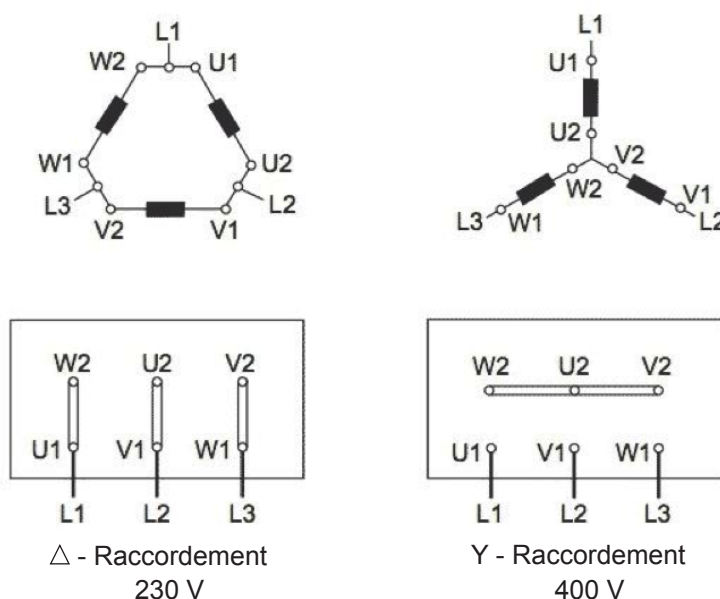 L1
W2 U1
W1 U2
L3 L2
V2 V1
L1
U1
U2
V2
W2
V1
L3 W1 L2
W2 U2 V2
U1 V1 W1
L1 L2 L3
△ - Raccordement
230 V
W2 U2 V2
U1 V1 W1
L1 L2 L3
Y - Raccordement
400 V